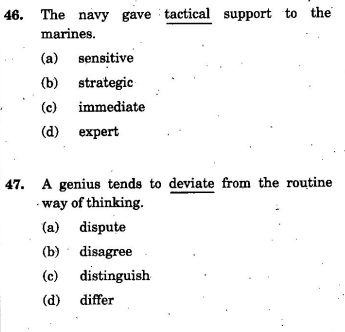 46. The navy gave tactical support to the
marines.
(a) sensitive
(b) strategic
(c) immediate
(d) expert
47. A genius tends to deviate from the routine
way of thinking.
(a) dispute
(b) disagree
(c) distinguish
(d) differ